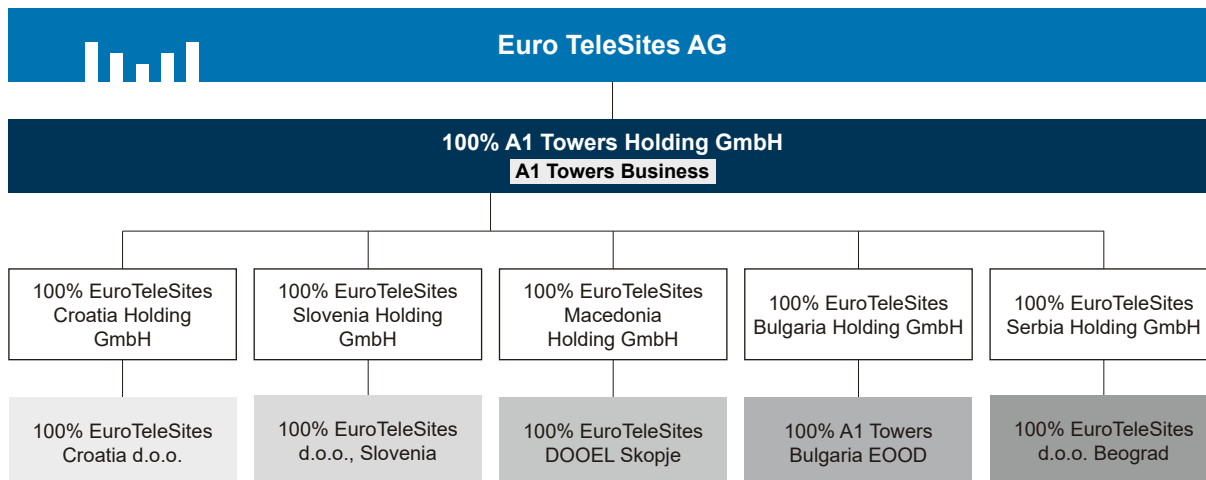 Euro TeleSites AG
100% A1 Towers Holding GmbH
A1 Towers Business
100% EuroTeleSites
Croatia Holding
GmbH
100% EuroTeleSites
Slovenia Holding
GmbH
100% EuroTeleSites
Macedonia
Holding GmbH
100% EuroTeleSites
Bulgaria Holding GmbH
100% EuroTeleSites
Serbia Holding GmbH
100% EuroTeleSites
Croatia d.o.o.
100% EuroTeleSites
d.o.o., Slovenia
100% EuroTeleSites
DOOEL Skopje
100% A1 Towers
Bulgaria EOOD
100% EuroTeleSites
d.o.o. Beograd